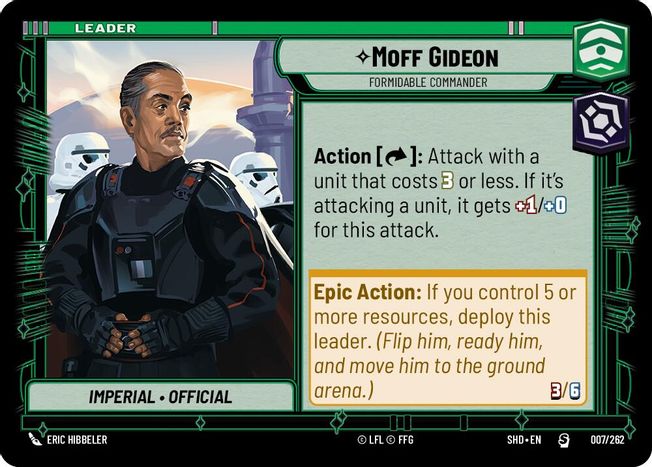 LEADER
✧MOFF GIDEON
FORMIDABLE COMMANDER
Action [↷]: Attack with a
unit that costs 3 or less. If it's
attacking a unit, it gets +1/+0
for this attack.
Epic Action: If you control 5 or
more resources, deploy this
leader. (Flip him, ready him,
and move him to the ground
arena.)
3/6
IMPERIAL • OFFICIAL
ERIC HIBBELER
© LFL © FFG
SHD • EN
S
007/262